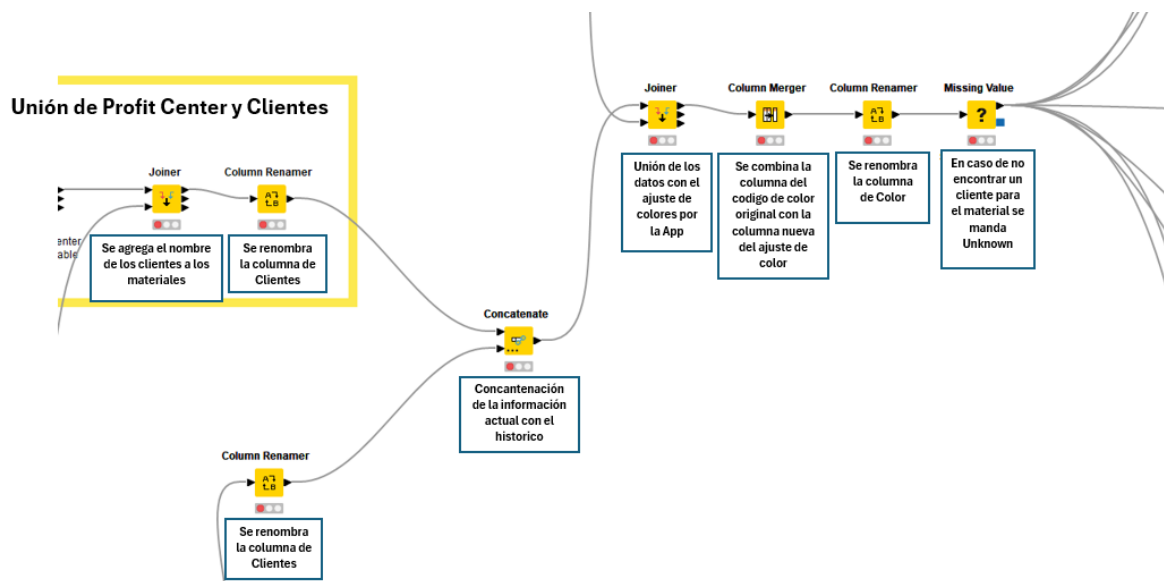 Unión de Profit Center y Clientes
Joiner
Se agrega el nombre
de los clientes a los
materiales
Column Renamer
Se renombra
la columna de
Clientes
Concatenate
Concantenación
de la información
actual con el
historico
Column Renamer
Se renombra
la columna de
Clientes
Joiner
Unión de los
datos con el
ajuste de
colores por
la App
Column Merger
Se combina la
columna del
codigo de color
original con la
columna nueva
del ajuste de
color
Column Renamer
Se renombra
la columna
de Color
Missing Value
?
En caso de no
encontrar un
cliente para
el material se
manda
Unknown